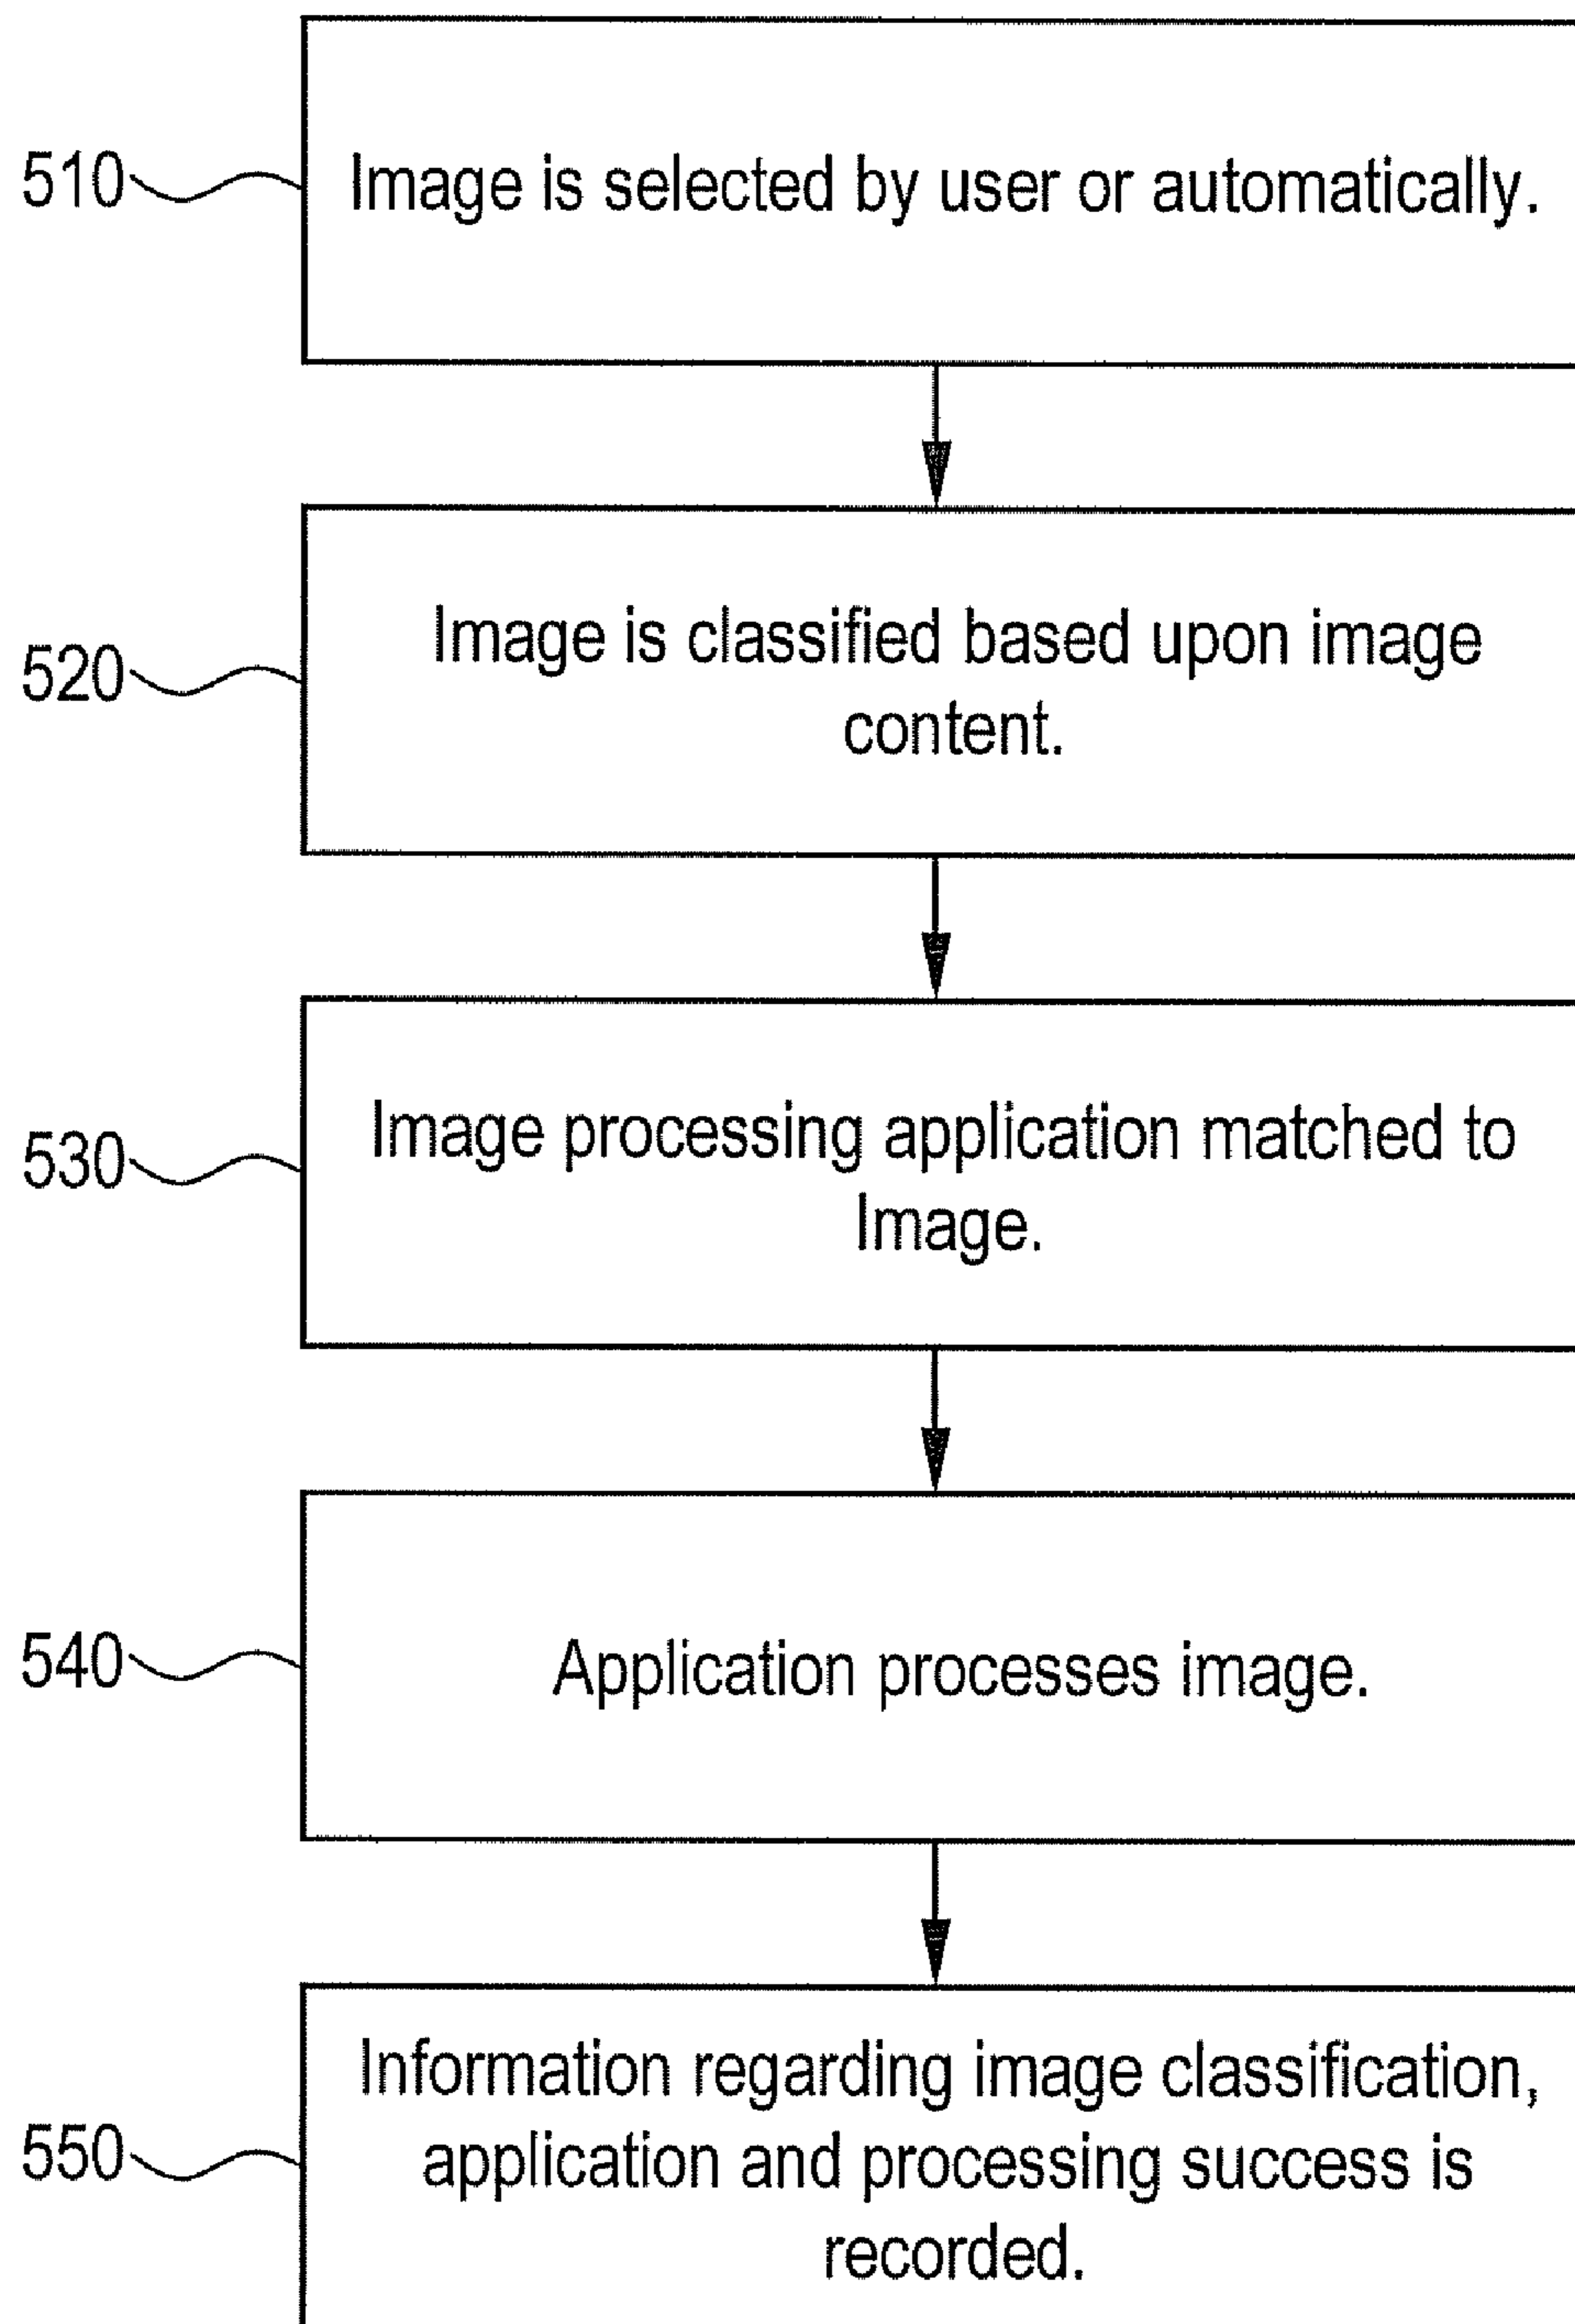 510 Image is selected by user or automatically.
520 Image is classified based upon image
content.
530 Image processing application matched to
Image.
540 Application processes image.
550 Information regarding image classification,
application and processing success is
recorded.